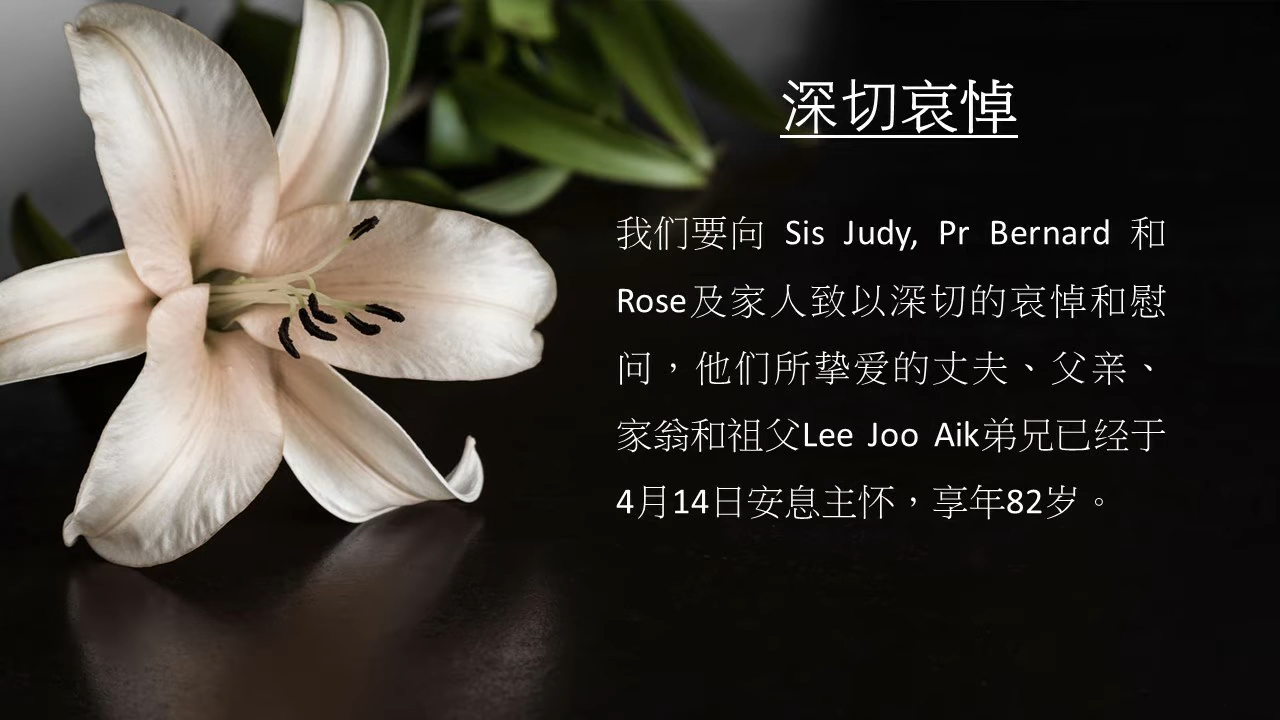 深切哀悼
我们要向 Sis Judy, Pr Bernard 和
Rose及家人致以深切的哀悼和慰
问，他们所挚爱的丈夫、父亲、
家翁和祖父Lee Joo Aik弟兄已经于
4月14日安息主怀，享年82岁。